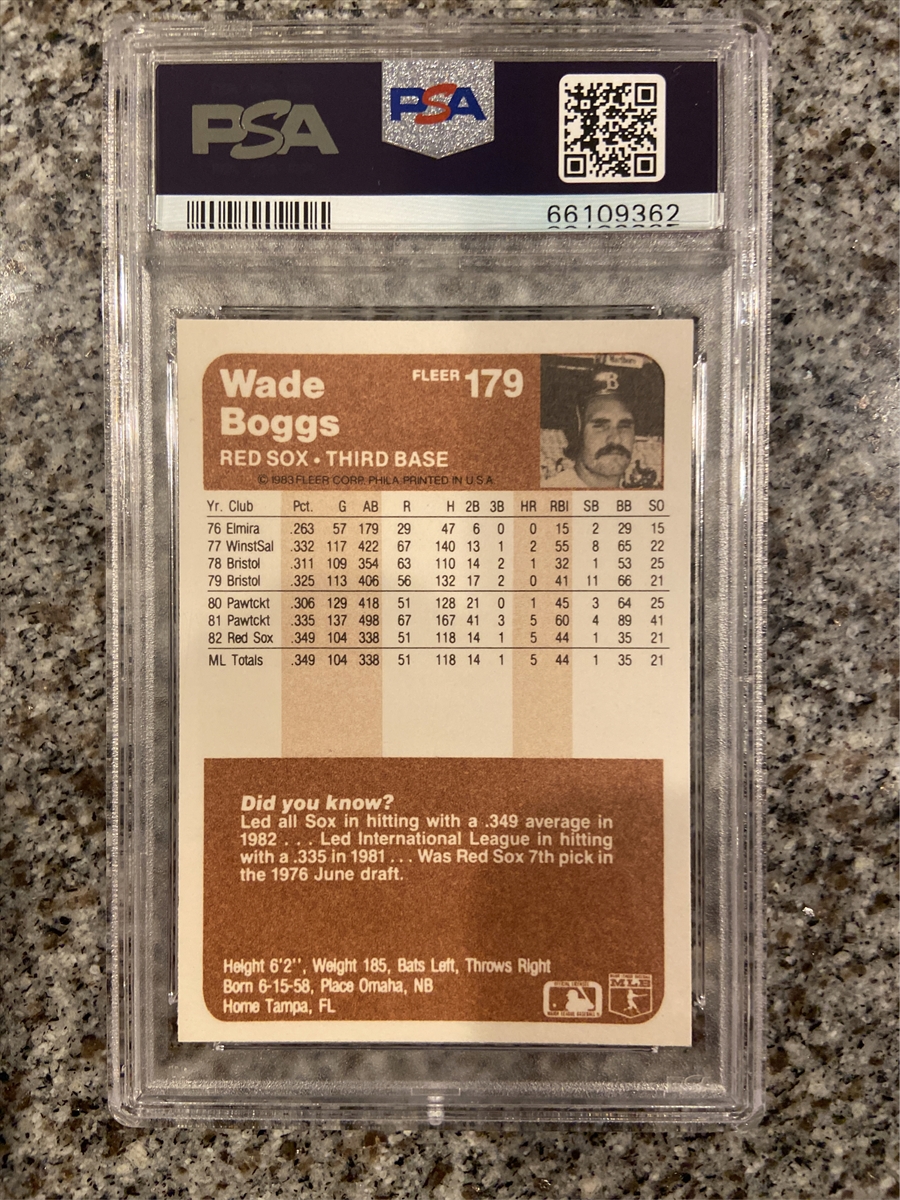 PSA PSA
66109362
Wade
Boggs
FLEER 179
RED SOX • THIRD BASE
© 1983 FLEER CORP. PHILA. PRINTED IN U.S.A.
Yr. Club Pct. G AB R H 2B 3B HR RBI SB BB SO
76 Elmira .263 57 179 29 47 6 0 0 15 2 29 15
77 WinstSal .332 117 422 67 140 13 1 2 55 8 65 22
78 Bristol .311 109 354 63 110 14 2 1 32 1 53 25
79 Bristol .325 113 406 56 132 17 2 0 41 11 66 21
80 Pawtckt .306 129 418 51 128 21 0 1 45 3 64 25
81 Pawtckt .335 137 498 67 167 41 3 5 60 4 89 41
82 Red Sox .349 104 338 51 118 14 1 5 44 1 35 21
ML Totals .349 104 338 51 118 14 1 5 44 1 35 21
Did you know?
Led all Sox in hitting with a .349 average in
1982 . . . Led International League in hitting
with a .335 in 1981 . . . Was Red Sox 7th pick in
the 1976 June draft.
Height 6'2'', Weight 185, Bats Left, Throws Right
Born 6-15-58, Place Omaha, NB
Home Tampa, FL
MLB